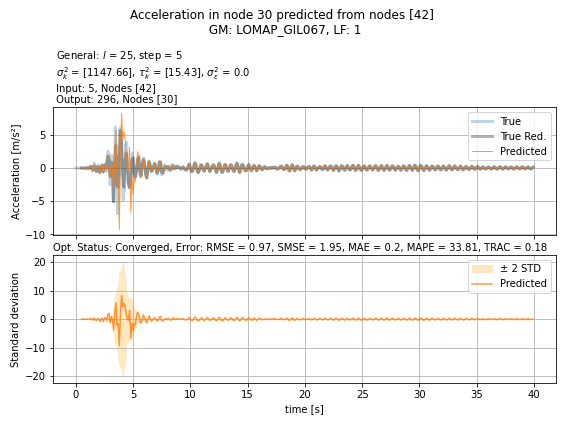 Acceleration in node 30 predicted from nodes [42]
GM: LOMAP_GIL067, LF: 1
General: l = 25, step = 5
σ²ₖ = [1147.66], τ²ₖ = [15.43], σ²ε = 0.0
Input: 5, Nodes [42]
Output: 296, Nodes [30]
Acceleration [m/s²]
5
0
−5
−10
True
True Red.
Predicted
Opt. Status: Converged, Error: RMSE = 0.97, SMSE = 1.95, MAE = 0.2, MAPE = 33.81, TRAC = 0.18
Standard deviation
20
10
0
−10
−20
± 2 STD
Predicted
0 5 10 15 20 25 30 35 40
time [s]